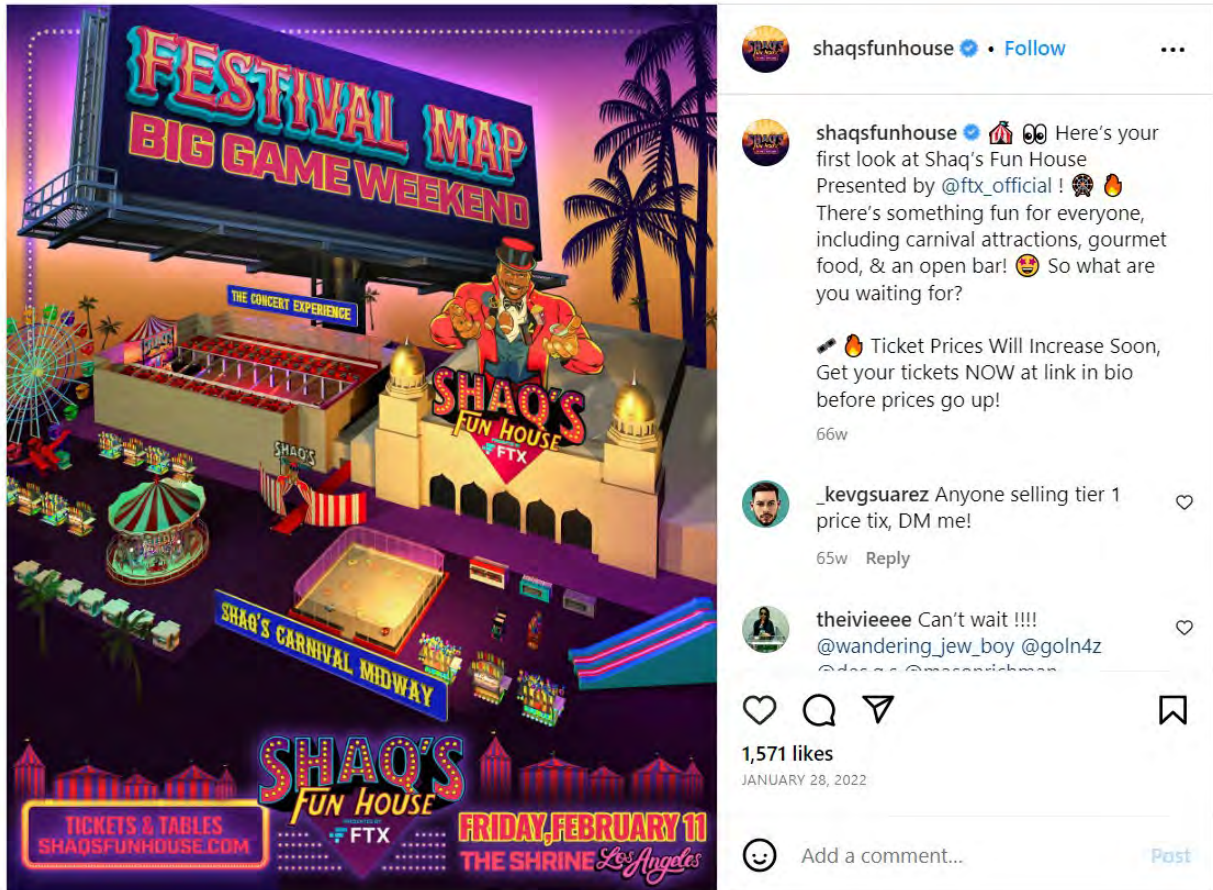 FESTIVAL MAP
BIG GAME WEEKEND
THE CONCERT EXPERIENCE
SHAQ'S
SHAQ'S
FUN HOUSE
PRESENTED BY
FTX
SHAQ'S
SHAQ'S CARNIVAL MIDWAY
SHAQ'S
FUN HOUSE
PRESENTED BY
FTX
TICKETS & TABLES
SHAQSFUNHOUSE.COM
FRIDAY, FEBRUARY 11
THE SHRINE Los Angeles
shaqsfunhouse • Follow
shaqsfunhouse 🎪 👀 Here's your
first look at Shaq's Fun House
Presented by @ftx_official ! 🎡 🔥
There's something fun for everyone,
including carnival attractions, gourmet
food, & an open bar! 🤩 So what are
you waiting for?
🔥 Ticket Prices Will Increase Soon,
Get your tickets NOW at link in bio
before prices go up!
66w
_kevgsuarez Anyone selling tier 1
price tix, DM me!
65w Reply
theivieeee Can't wait !!!!
@wandering_jew_boy @goln4z
1,571 likes
JANUARY 28, 2022
Add a comment...
Post